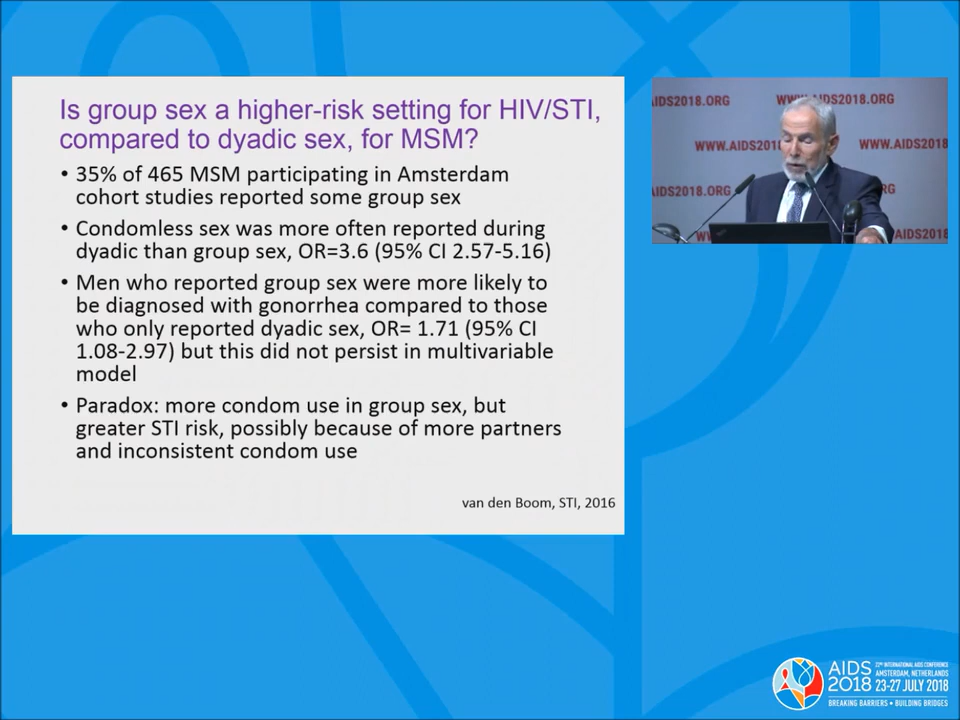 Is group sex a higher-risk setting for HIV/STI,
compared to dyadic sex, for MSM?
• 35% of 465 MSM participating in Amsterdam
cohort studies reported some group sex
• Condomless sex was more often reported during
dyadic than group sex, OR=3.6 (95% CI 2.57-5.16)
• Men who reported group sex were more likely to
be diagnosed with gonorrhea compared to those
who only reported dyadic sex, OR= 1.71 (95% CI
1.08-2.97) but this did not persist in multivariable
model
• Paradox: more condom use in group sex, but
greater STI risk, possibly because of more partners
and inconsistent condom use
van den Boom, STI, 2016
AIDS2018.ORG
WWW.AIDS2018.ORG
WWW.AIDS2018
WWW.AIDS2018
AIDS2018.ORG
RG
WW
AIDS2018
AIDS
2018
22ND INTERNATIONAL AIDS CONFERENCE
AMSTERDAM, NETHERLANDS
23-27 JULY 2018
BREAKING BARRIERS • BUILDING BRIDGES